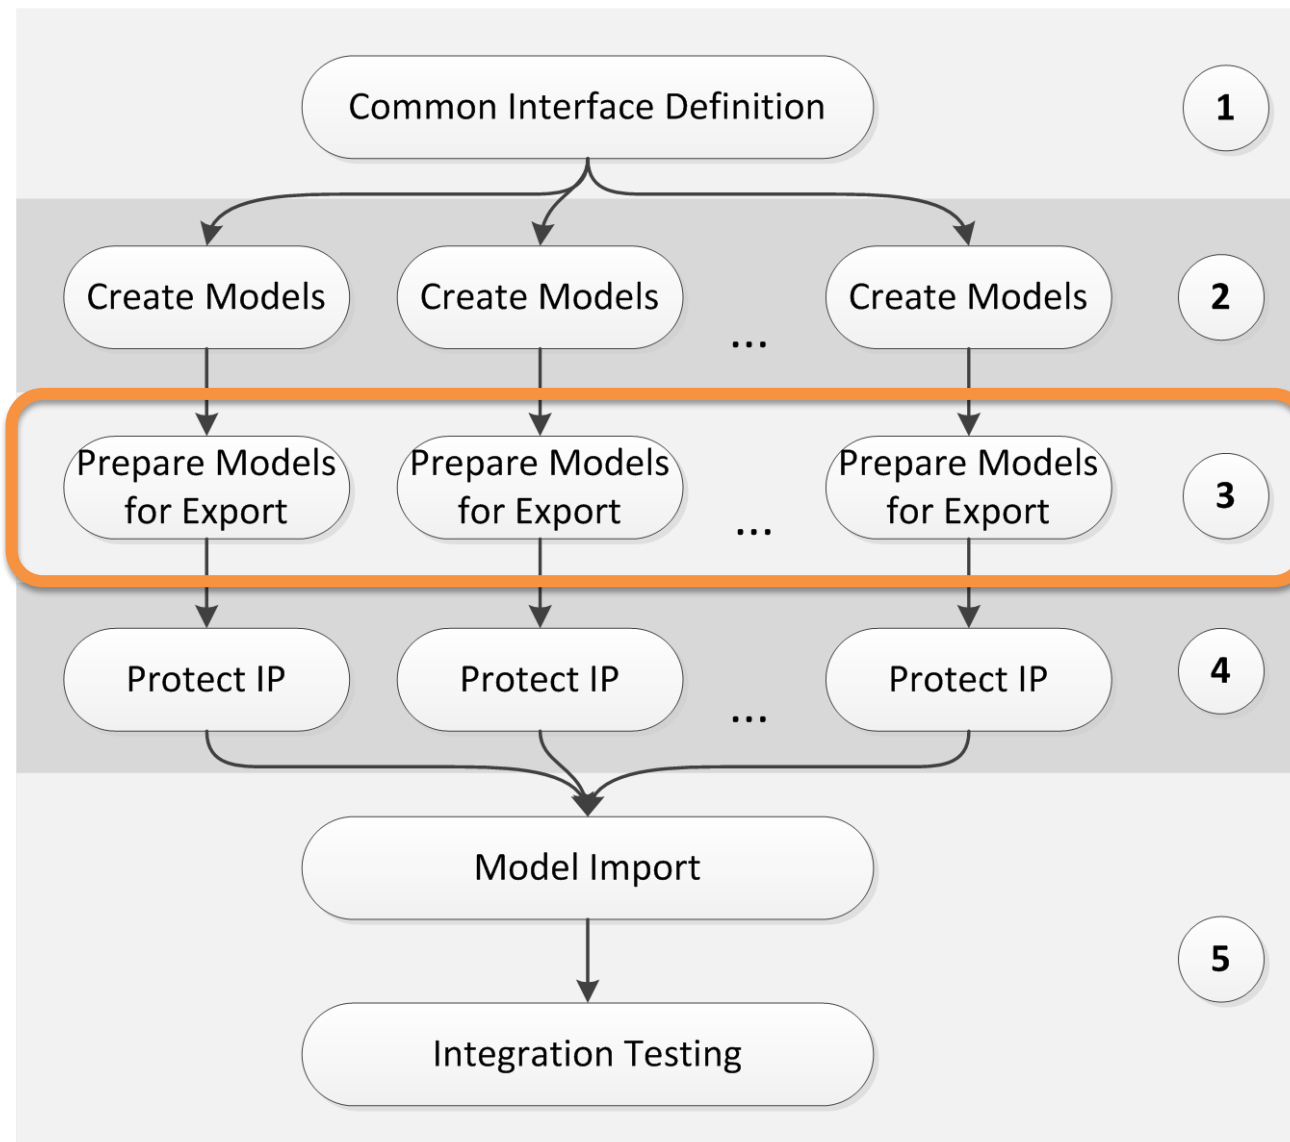 Common Interface Definition
1
Create Models
Create Models
...
Create Models
2
Prepare Models
for Export
Prepare Models
for Export
...
Prepare Models
for Export
3
Protect IP
Protect IP
...
Protect IP
4
Model Import
5
Integration Testing